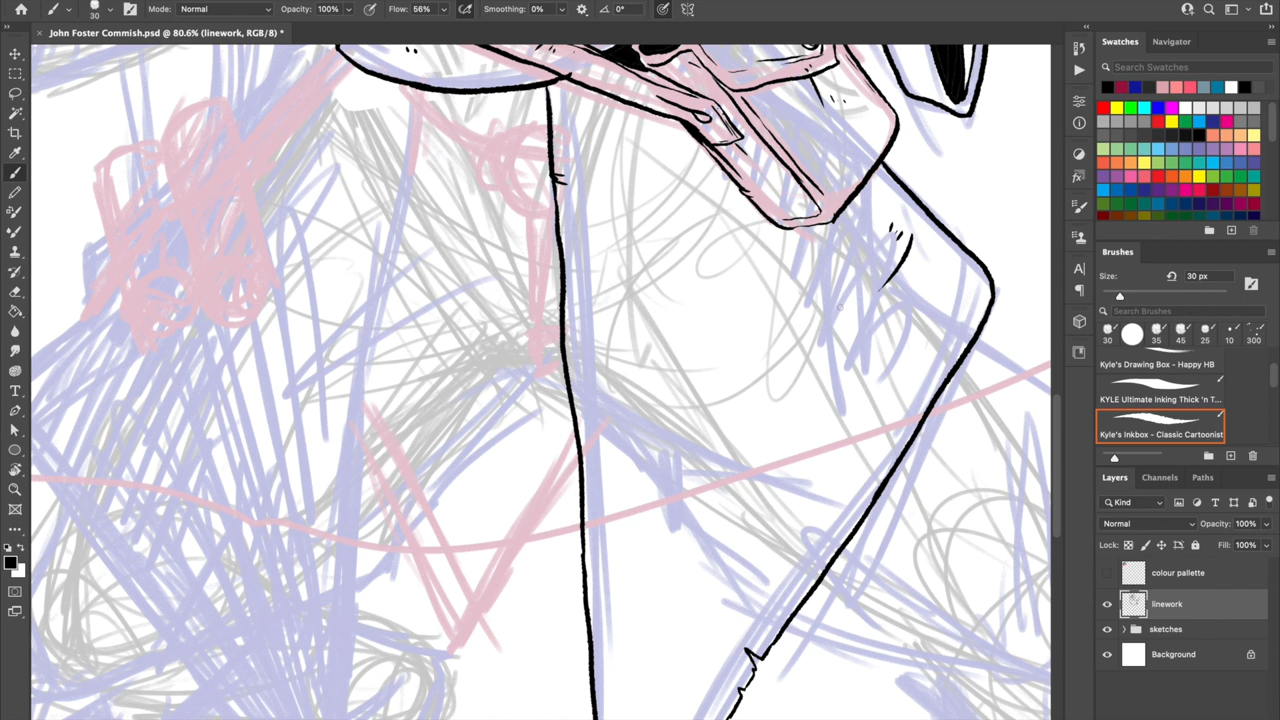 30
Mode:
Normal
Opacity:
100%
Flow:
56%
Smoothing:
0%
0°
John Foster Commish.psd @ 80.6% (linework, RGB/8) *
Swatches
Navigator
Search Swatches
Brushes
Size:
30 px
Search Brushes
30
35
45
25
10
300
Kyle's Drawing Box - Happy HB
KYLE Ultimate Inking Thick 'n T...
Kyle's Inkbox - Classic Cartoonist
Layers
Channels
Paths
Kind
Normal
Opacity:
100%
Lock:
Fill:
100%
colour pallette
linework
sketches
Background